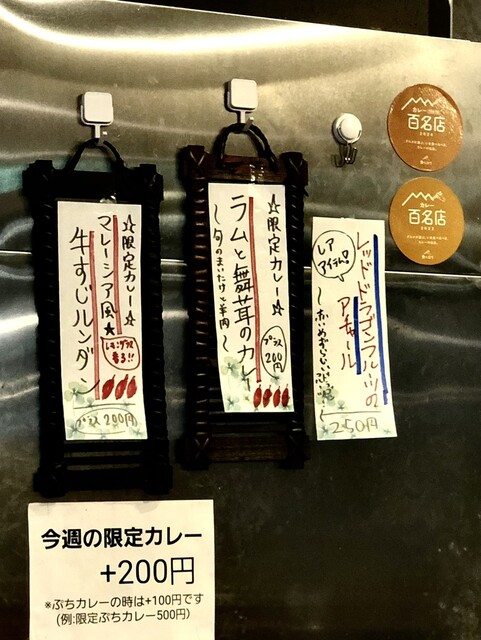 ☆限定カレー☆
マレーシア風★
牛すじルンダン
レモングラス
香る!!
プラス200円
☆限定カレー☆
ラムと舞茸のカレー
〜旬のまいたけと羊肉〜
プラス
200円
レア
アイテム!
レッドドラゴンフルーツの
アチャール
250円
カレー
百名店
2024
カレー
百名店
今週の限定カレー
+200円
※ぷちカレーの時は+100円です
(例:限定ぷちカレー500円)